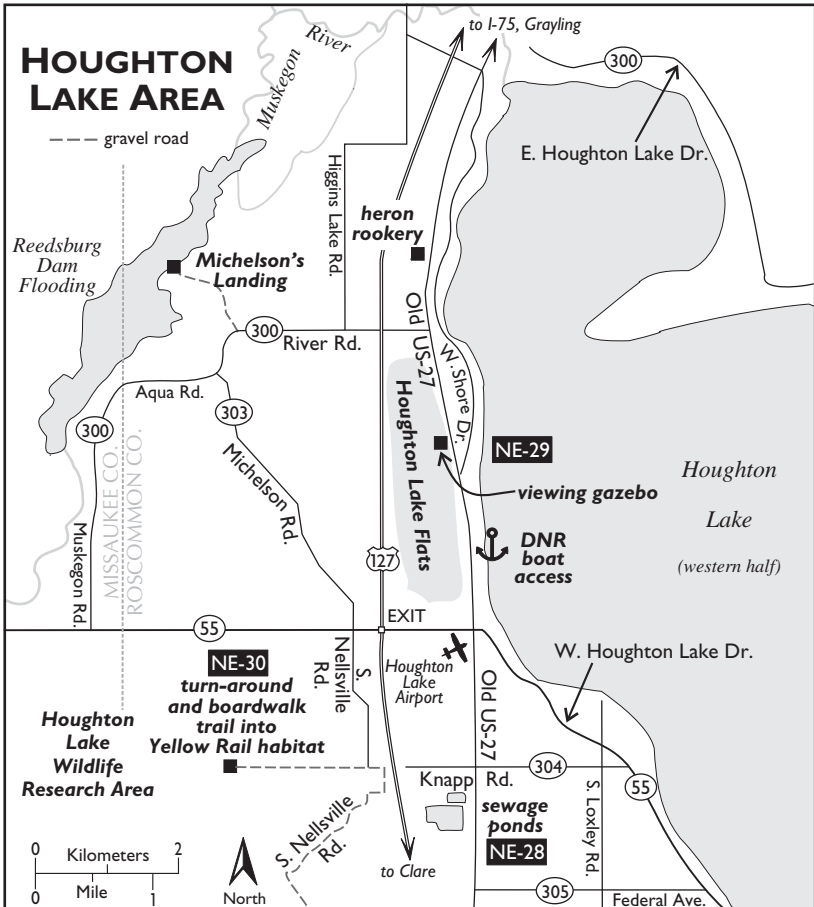 HOUGHTON
LAKE AREA
gravel road
Muskegon
River
to I-75, Grayling
300
E. Houghton Lake Dr.
Higgins Lake Rd.
heron
rookery
Reedsburg
Dam
Flooding
Michelson's
Landing
300
River Rd.
Old US-27
W. Shore Dr.
Aqua Rd.
303
300
Michelson Rd.
Houghton Lake Flats
NE-29
viewing gazebo
Houghton
Lake
(western half)
DNR
boat
access
127
Muskegon Rd.
MISSAUKEE CO.
ROSCOMMON CO.
EXIT
55
NE-30
turn-around
and boardwalk
trail into
Yellow Rail habitat
S. Nellsville Rd.
Houghton
Lake
Airport
W. Houghton Lake Dr.
Old US-27
Houghton
Lake
Wildlife
Research Area
Knapp Rd.
304
55
S. Loxley Rd.
sewage
ponds
NE-28
S. Nellsville
Rd.
to Clare
305
Federal Ave.
0 Kilometers 2
0 Mile 1
North